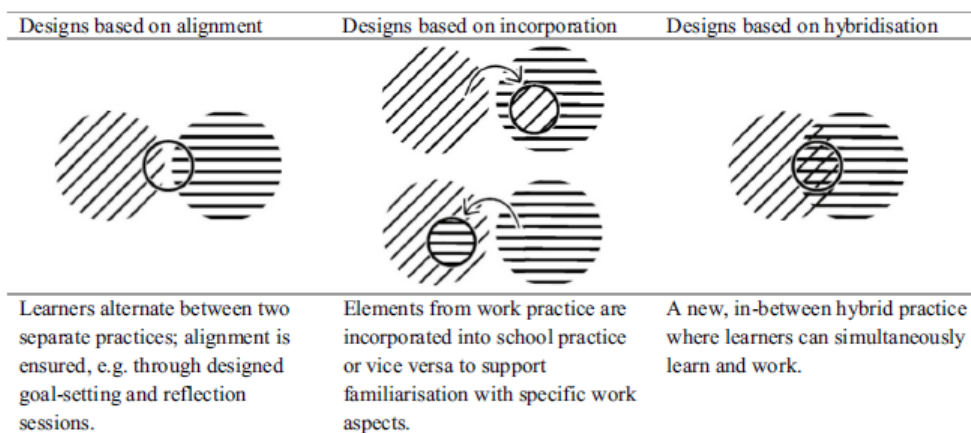 Designs based on alignment
Designs based on incorporation
Designs based on hybridisation
Learners alternate between two
separate practices; alignment is
ensured, e.g. through designed
goal-setting and reflection
sessions.
Elements from work practice are
incorporated into school practice
or vice versa to support
familiarisation with specific work
aspects.
A new, in-between hybrid practice
where learners can simultaneously
learn and work.